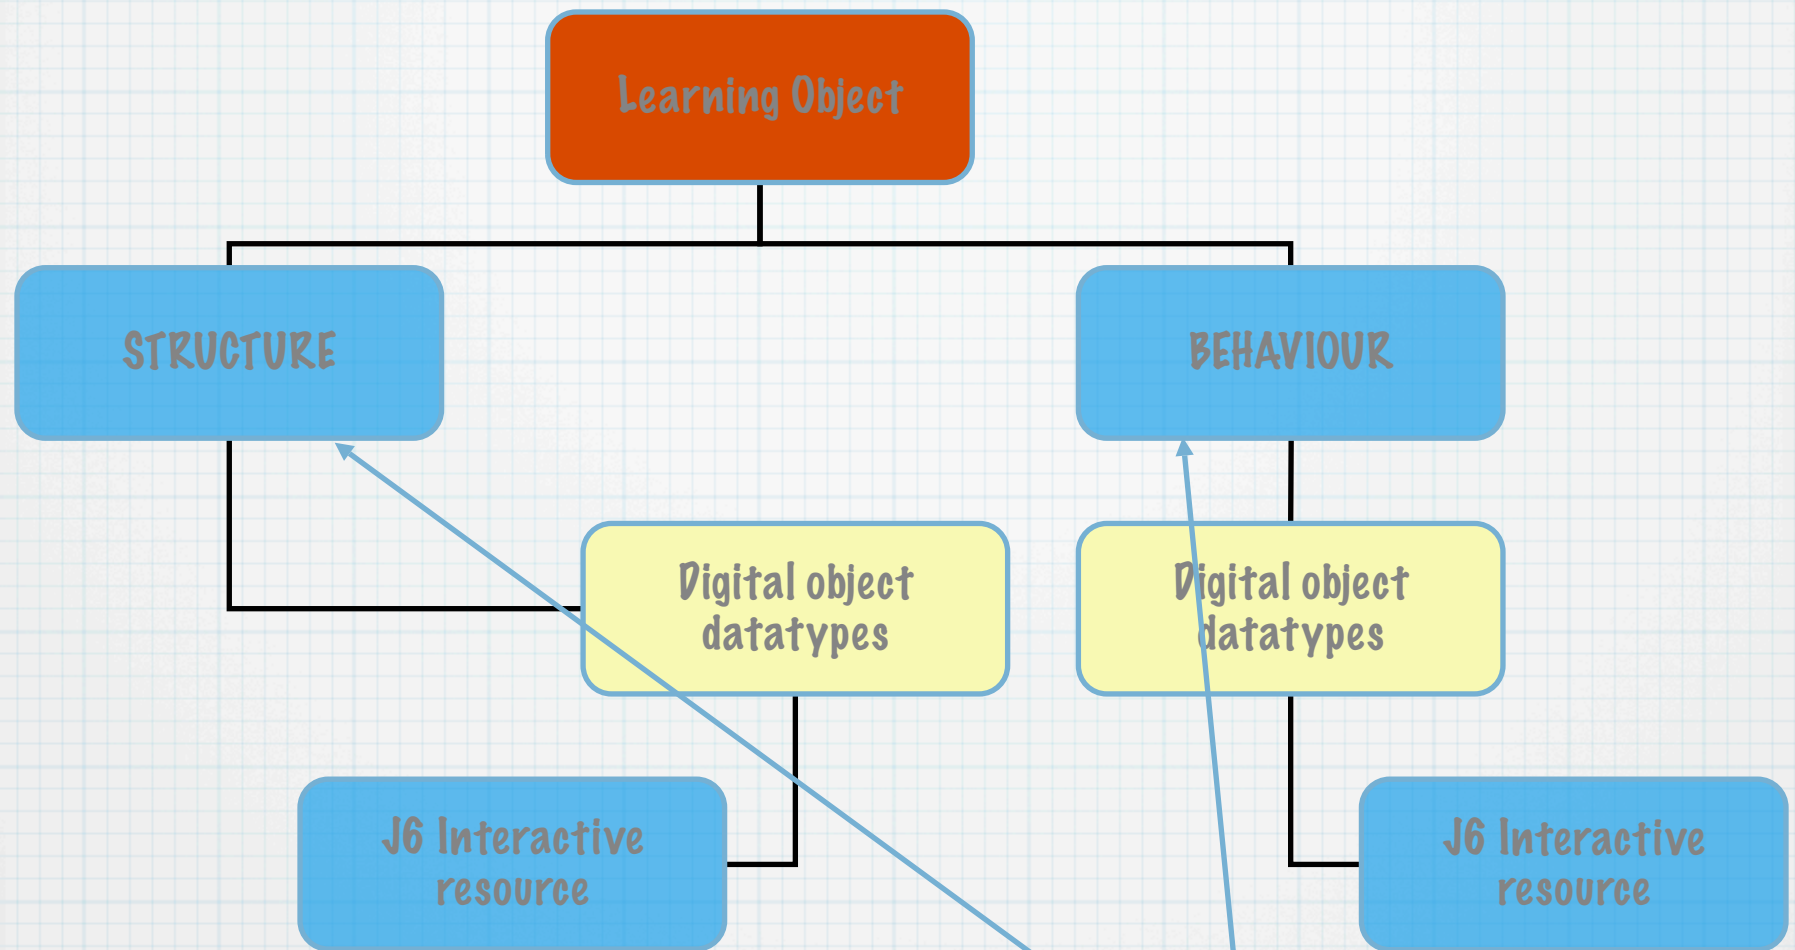 Learning Object
STRUCTURE
BEHAVIOUR
Digital object
datatypes
Digital object
datatypes
J6 Interactive
resource
J6 Interactive
resource